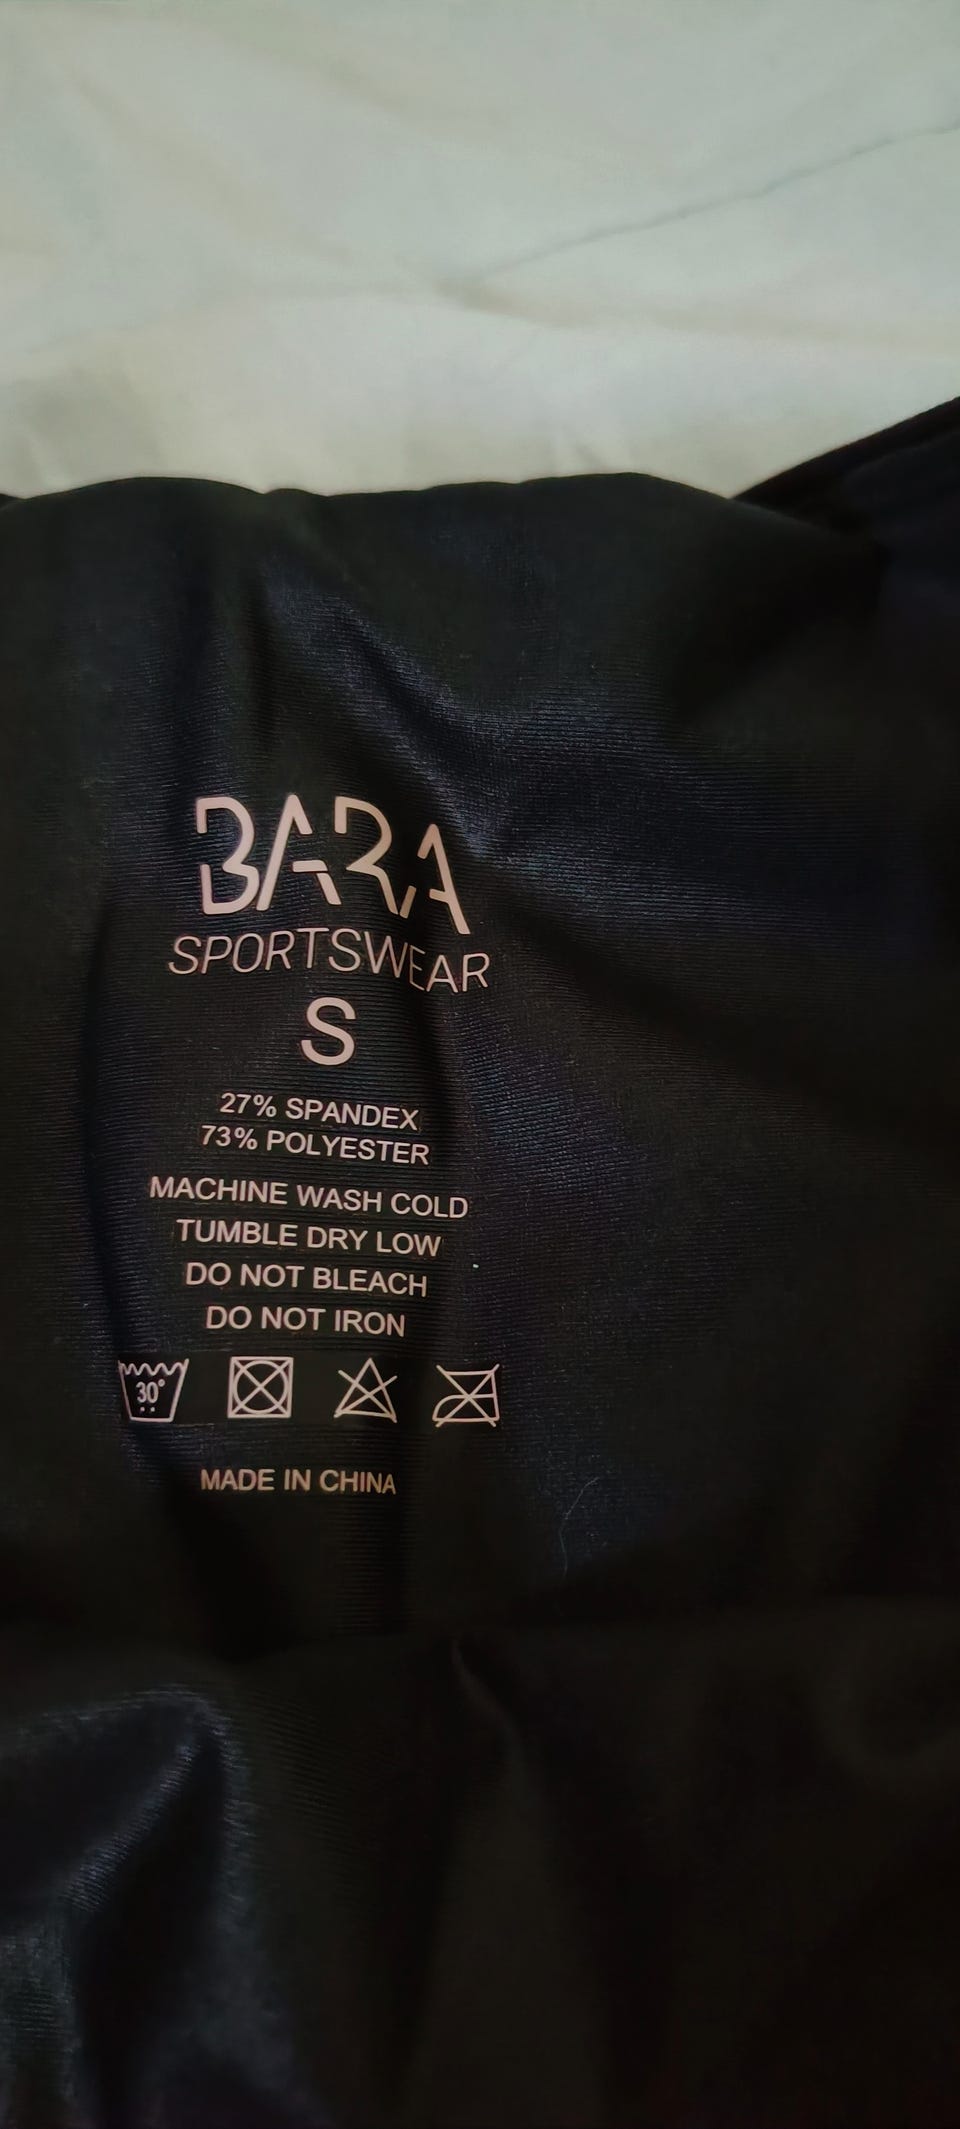 BARA
SPORTSWEAR
S
27% SPANDEX
73% POLYESTER
MACHINE WASH COLD
TUMBLE DRY LOW
DO NOT BLEACH
DO NOT IRON
30°
MADE IN CHINA